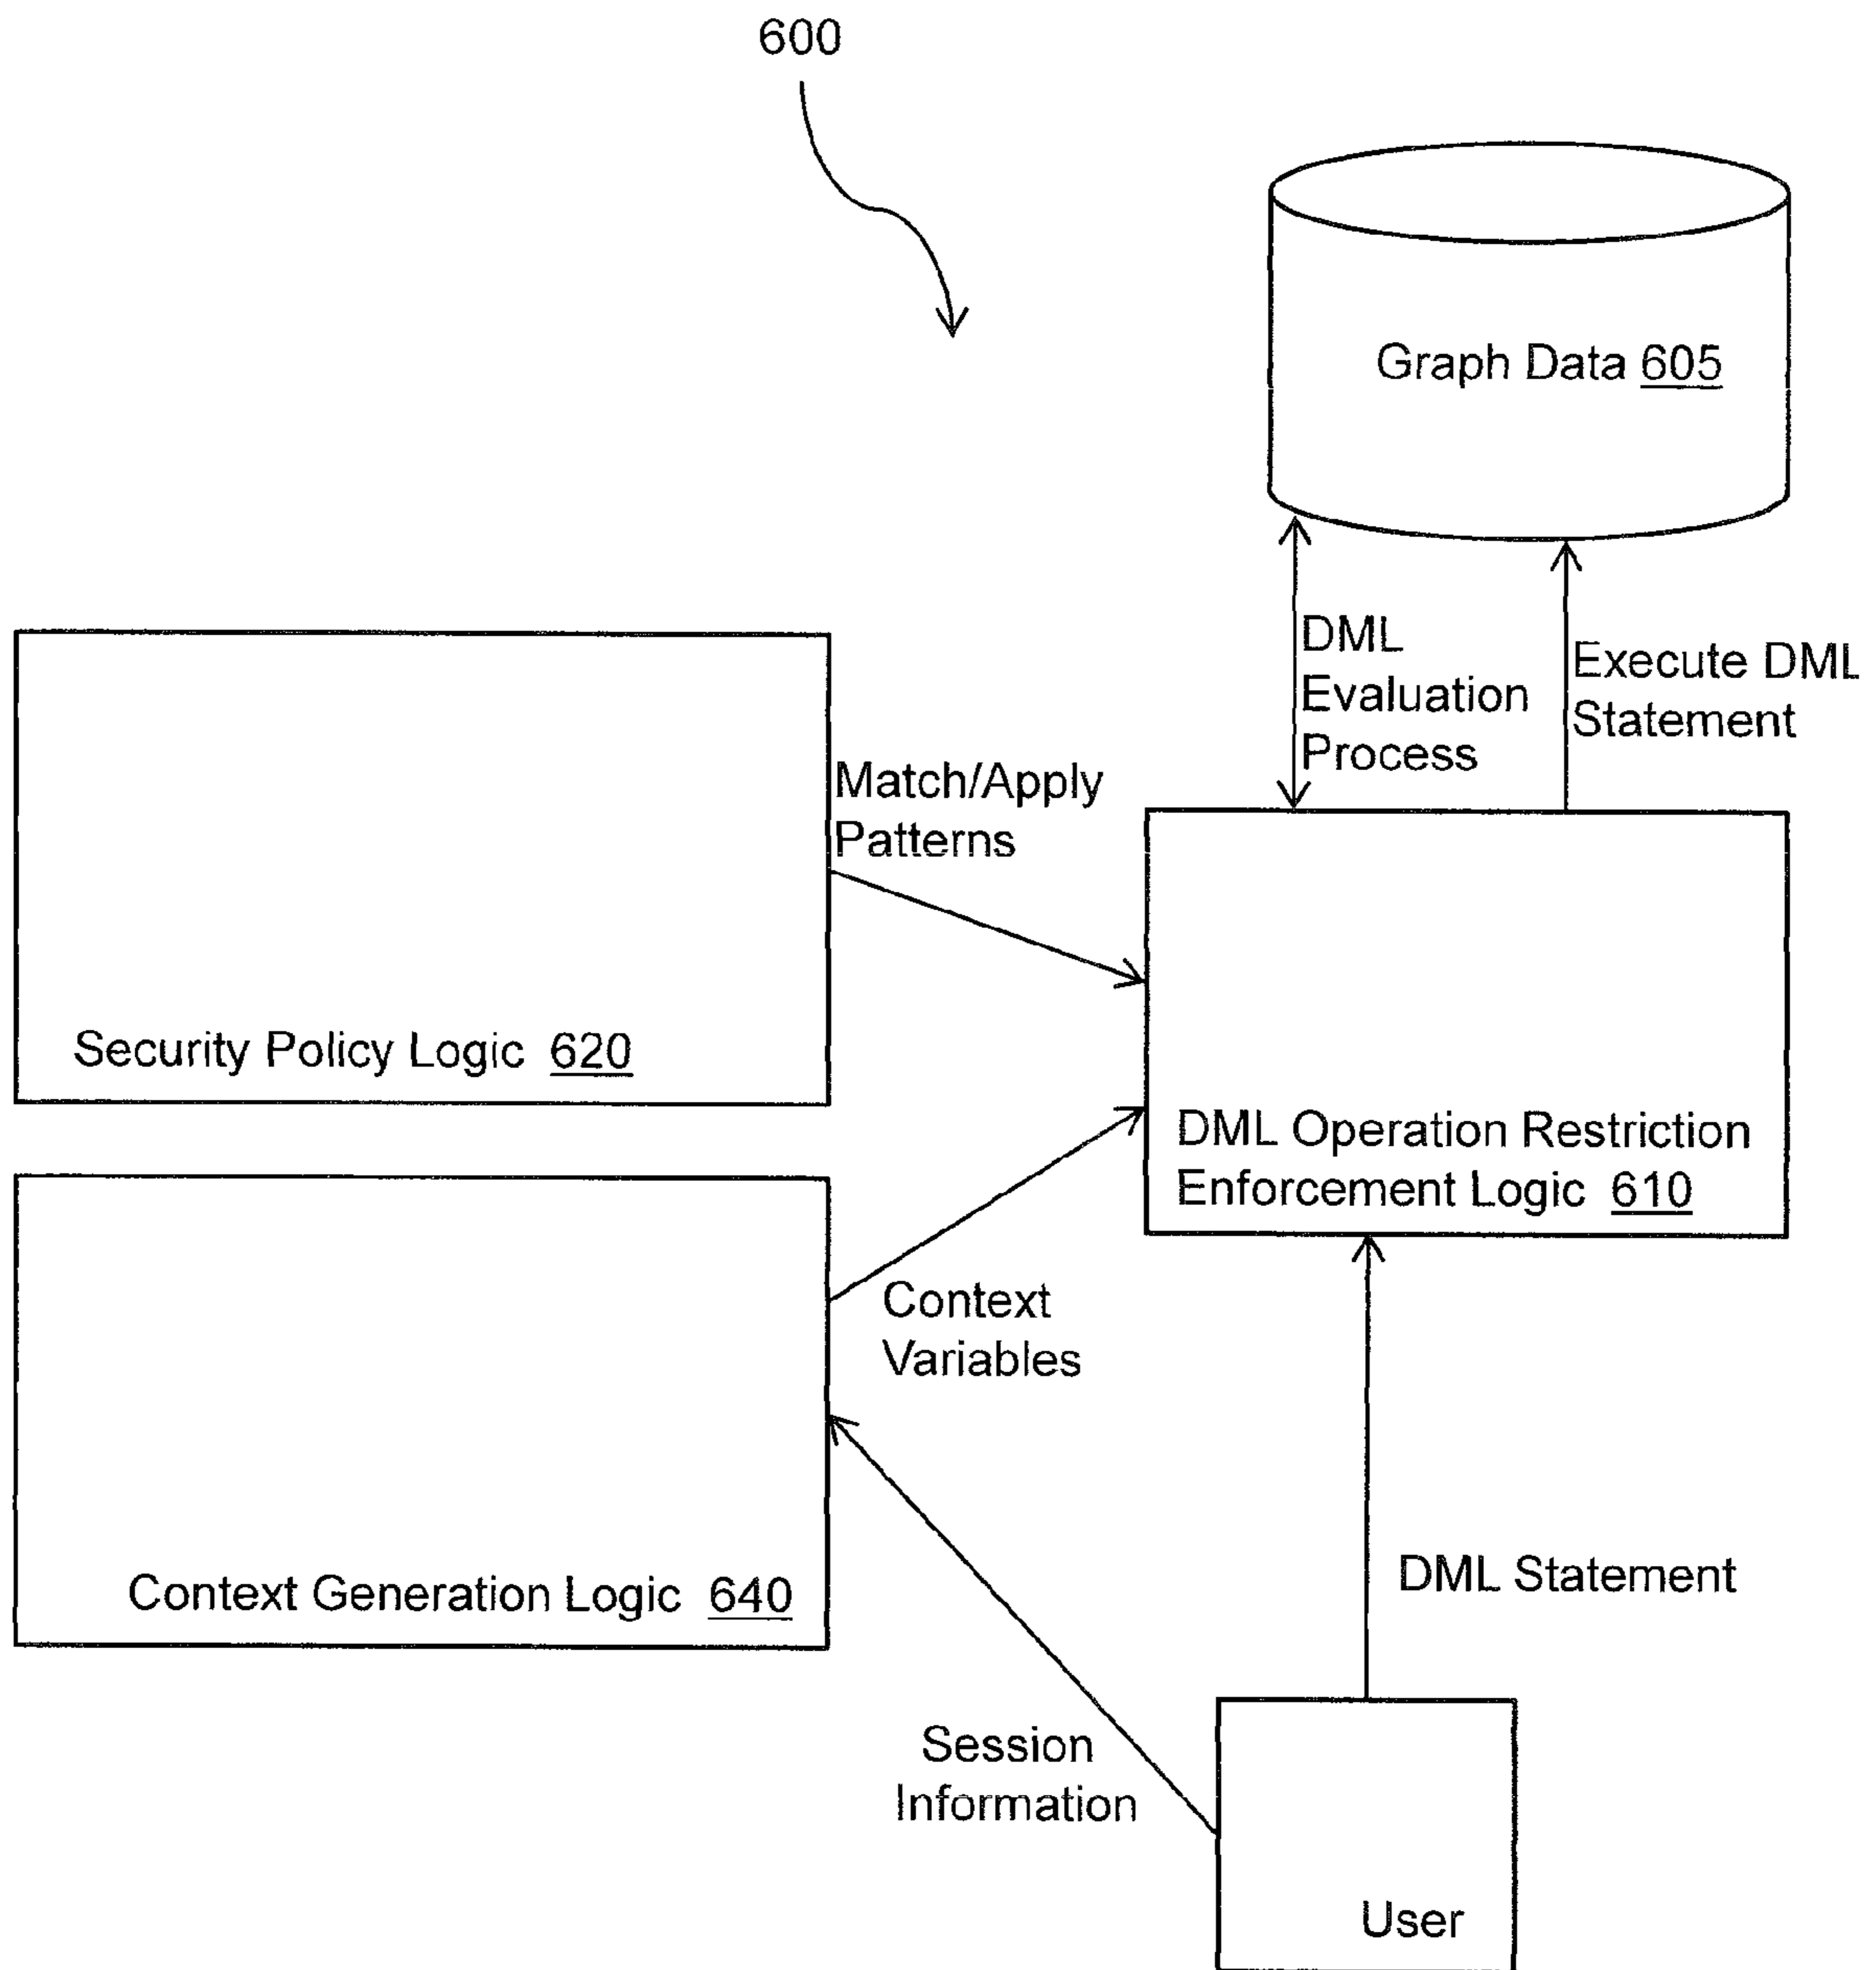 600
Graph Data 605
DML
Evaluation
Process
Execute DML
Statement
Match/Apply
Patterns
Security Policy Logic 620
DML Operation Restriction
Enforcement Logic 610
Context
Variables
Context Generation Logic 640
DML Statement
Session
Information
User